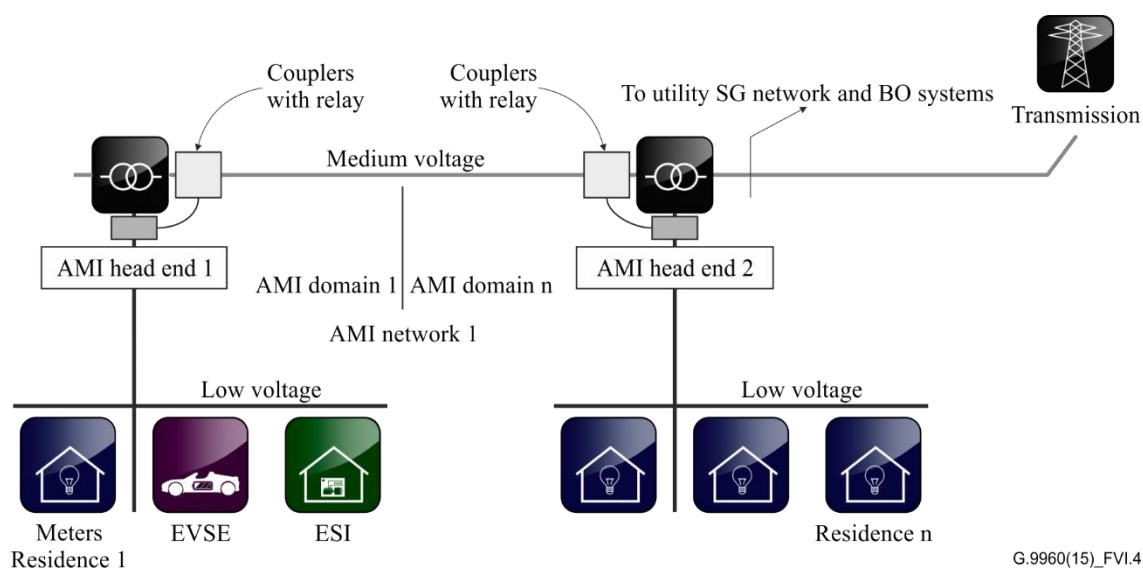 Couplers
with relay
Couplers
with relay
To utility SG network and BO systems
Transmission
Medium voltage
AMI head end 1
AMI head end 2
AMI domain 1
AMI domain n
AMI network 1
Low voltage
Low voltage
Meters
Residence 1
EVSE
ESI
Residence n
G.9960(15)_FVI.4